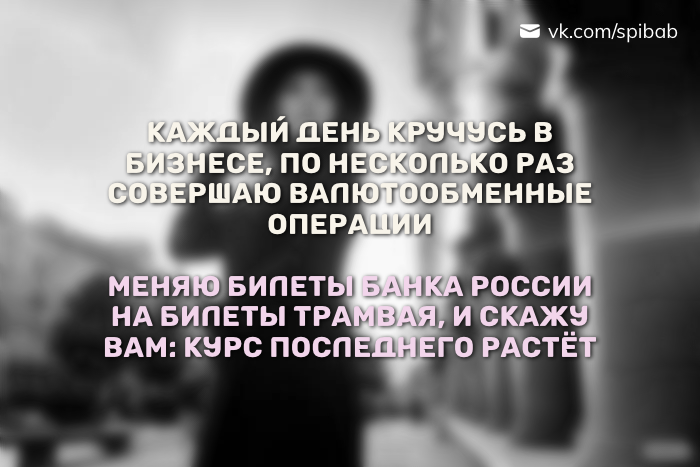 vk.com/spibab
КАЖДЫЙ ДЕНЬ КРУЧУСЬ В
БИЗНЕСЕ, ПО НЕСКОЛЬКО РАЗ
СОВЕРШАЮ ВАЛЮТООБМЕННЫЕ
ОПЕРАЦИИ
МЕНЯЮ БИЛЕТЫ БАНКА РОССИИ
НА БИЛЕТЫ ТРАМВАЯ, И СКАЖУ
ВАМ: КУРС ПОСЛЕДНЕГО РАСТЁТ